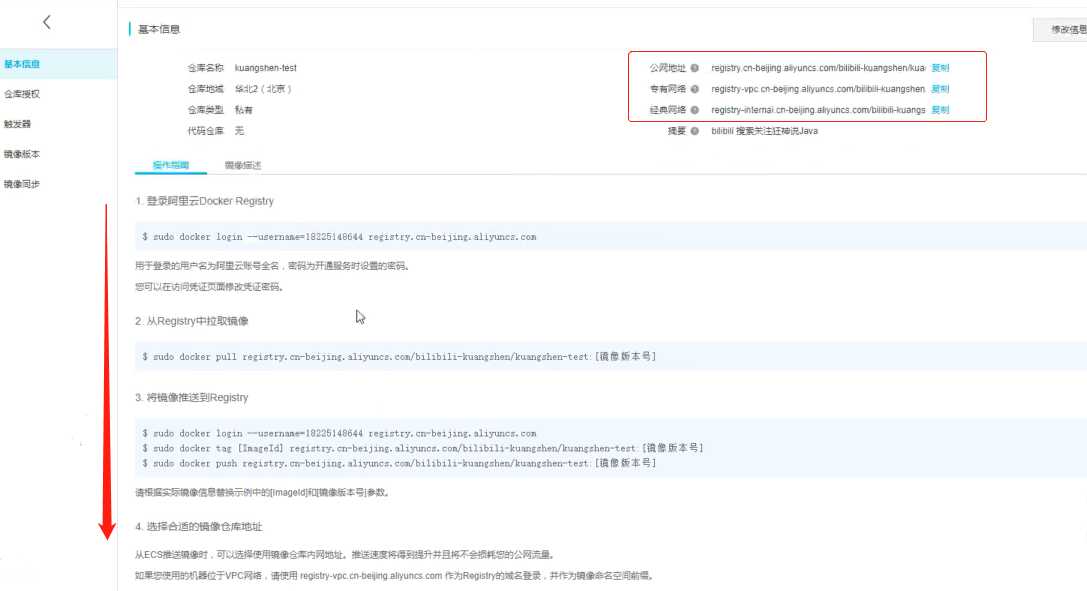 基本信息
修改信息
基本信息
仓库名称 kuangshen-test
公网地址 registry.cn-beijing.aliyuncs.com/bilibili-kuangshen/kua 复制
仓库地域 华北2（北京）
专有网络 registry-vpc.cn-beijing.aliyuncs.com/bilibili-kuangshen 复制
仓库授权
仓库类型 私有
经典网络 registry-internal.cn-beijing.aliyuncs.com/bilibili-kuangs 复制
触发器
代码仓库 无
摘要 bilibili 搜索关注狂神说Java
镜像版本
操作指南 镜像描述
镜像同步
1. 登录阿里云Docker Registry
$ sudo docker login --username=18225148644 registry.cn-beijing.aliyuncs.com
用于登录的用户名为阿里云账号全名，密码为开通服务时设置的密码。
您可以在访问凭证页面修改凭证密码。
2. 从Registry中拉取镜像
$ sudo docker pull registry.cn-beijing.aliyuncs.com/bilibili-kuangshen/kuangshen-test:[镜像版本号]
3. 将镜像推送到Registry
$ sudo docker login --username=18225148644 registry.cn-beijing.aliyuncs.com
$ sudo docker tag [ImageId] registry.cn-beijing.aliyuncs.com/bilibili-kuangshen/kuangshen-test:[镜像版本号]
$ sudo docker push registry.cn-beijing.aliyuncs.com/bilibili-kuangshen/kuangshen-test:[镜像版本号]
请根据实际镜像信息替换示例中的[ImageId]和[镜像版本号]参数。
4. 选择合适的镜像仓库地址
从ECS推送镜像时，可以选择使用镜像仓库内网地址。推送速度将得到提升并且将不会损耗您的公网流量。
如果您使用的机器位于VPC网络，请使用 registry-vpc.cn-beijing.aliyuncs.com 作为Registry的域名登录，并作为镜像命名空间前缀。